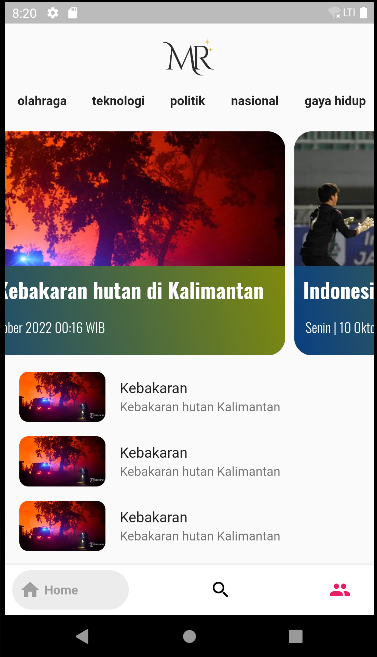 8:20 LTE
MR
olahraga teknologi politik nasional gaya hidup
Kebakaran hutan di Kalimantan
ober 2022 00:16 WIB
Indonesi
Senin | 10 Okto
Kebakaran
Kebakaran hutan Kalimantan
Kebakaran
Kebakaran hutan Kalimantan
Kebakaran
Kebakaran hutan Kalimantan
Home